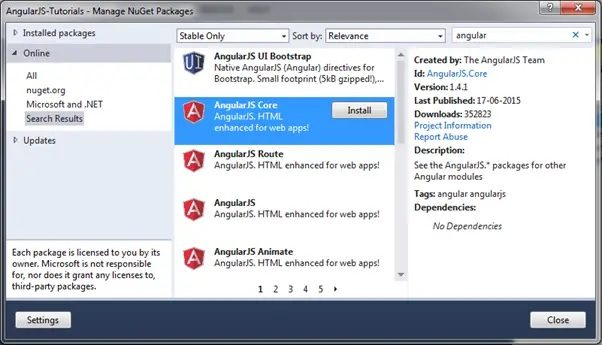 AngularJS-Tutorials - Manage NuGet Packages
Installed packages
Online
All
nuget.org
Microsoft and .NET
Search Results
Updates
Each package is licensed to you by its
owner. Microsoft is not responsible
for, nor does it grant any licenses to,
third-party packages.
Stable Only
Sort by: Relevance
UI
AngularJS UI Bootstrap
Native AngularJS (Angular) directives for
Bootstrap. Small footprint (5kB gzipped!),...
AngularJS Core
AngularJS. HTML
enhanced for web apps!
Install
AngularJS Route
AngularJS. HTML enhanced for web apps!
AngularJS
AngularJS. HTML enhanced for web apps!
AngularJS Animate
AngularJS. HTML enhanced for web apps!
1 2 3 4 5
angular
Created by: The AngularJS Team
Id: AngularJS.Core
Version: 1.4.1
Last Published: 17-06-2015
Downloads: 352823
Project Information
Report Abuse
Description:
See the AngularJS.* packages for other
Angular modules
Tags: angular angularjs
Dependencies:
No Dependencies
Settings
Close